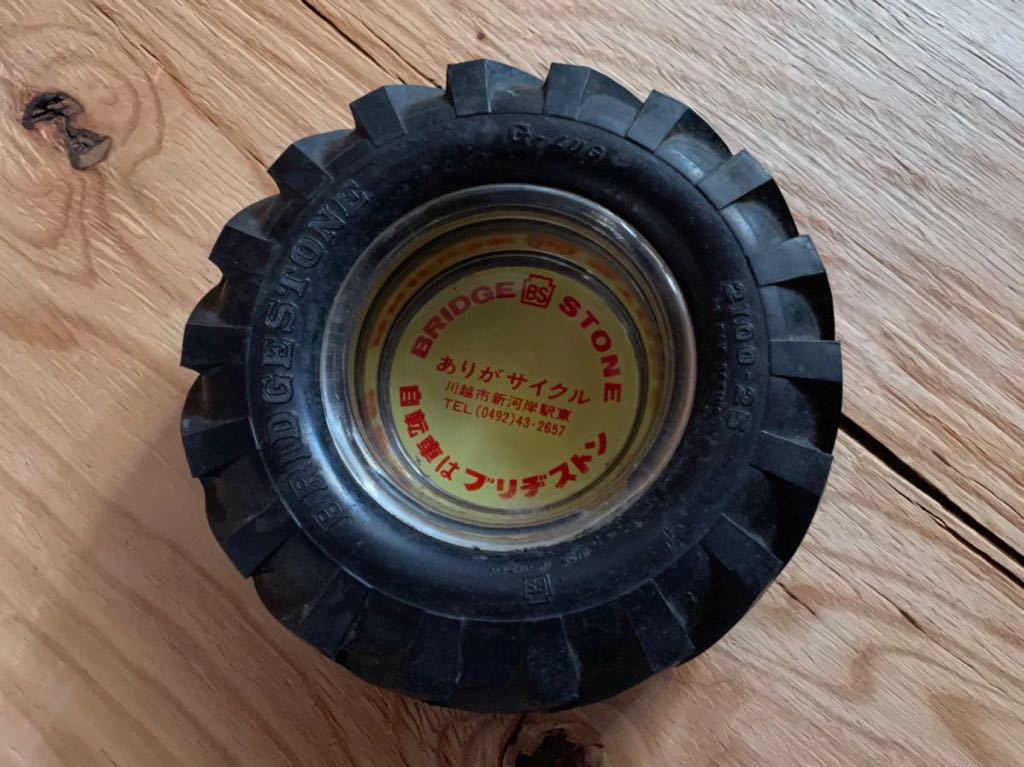 BRIDGE BS STONE
ありがサイクル
川越市新河岸駅東
TEL(0492)43-2657
自転車はブリヂストン
BRIDGESTONE
2100-25
BS